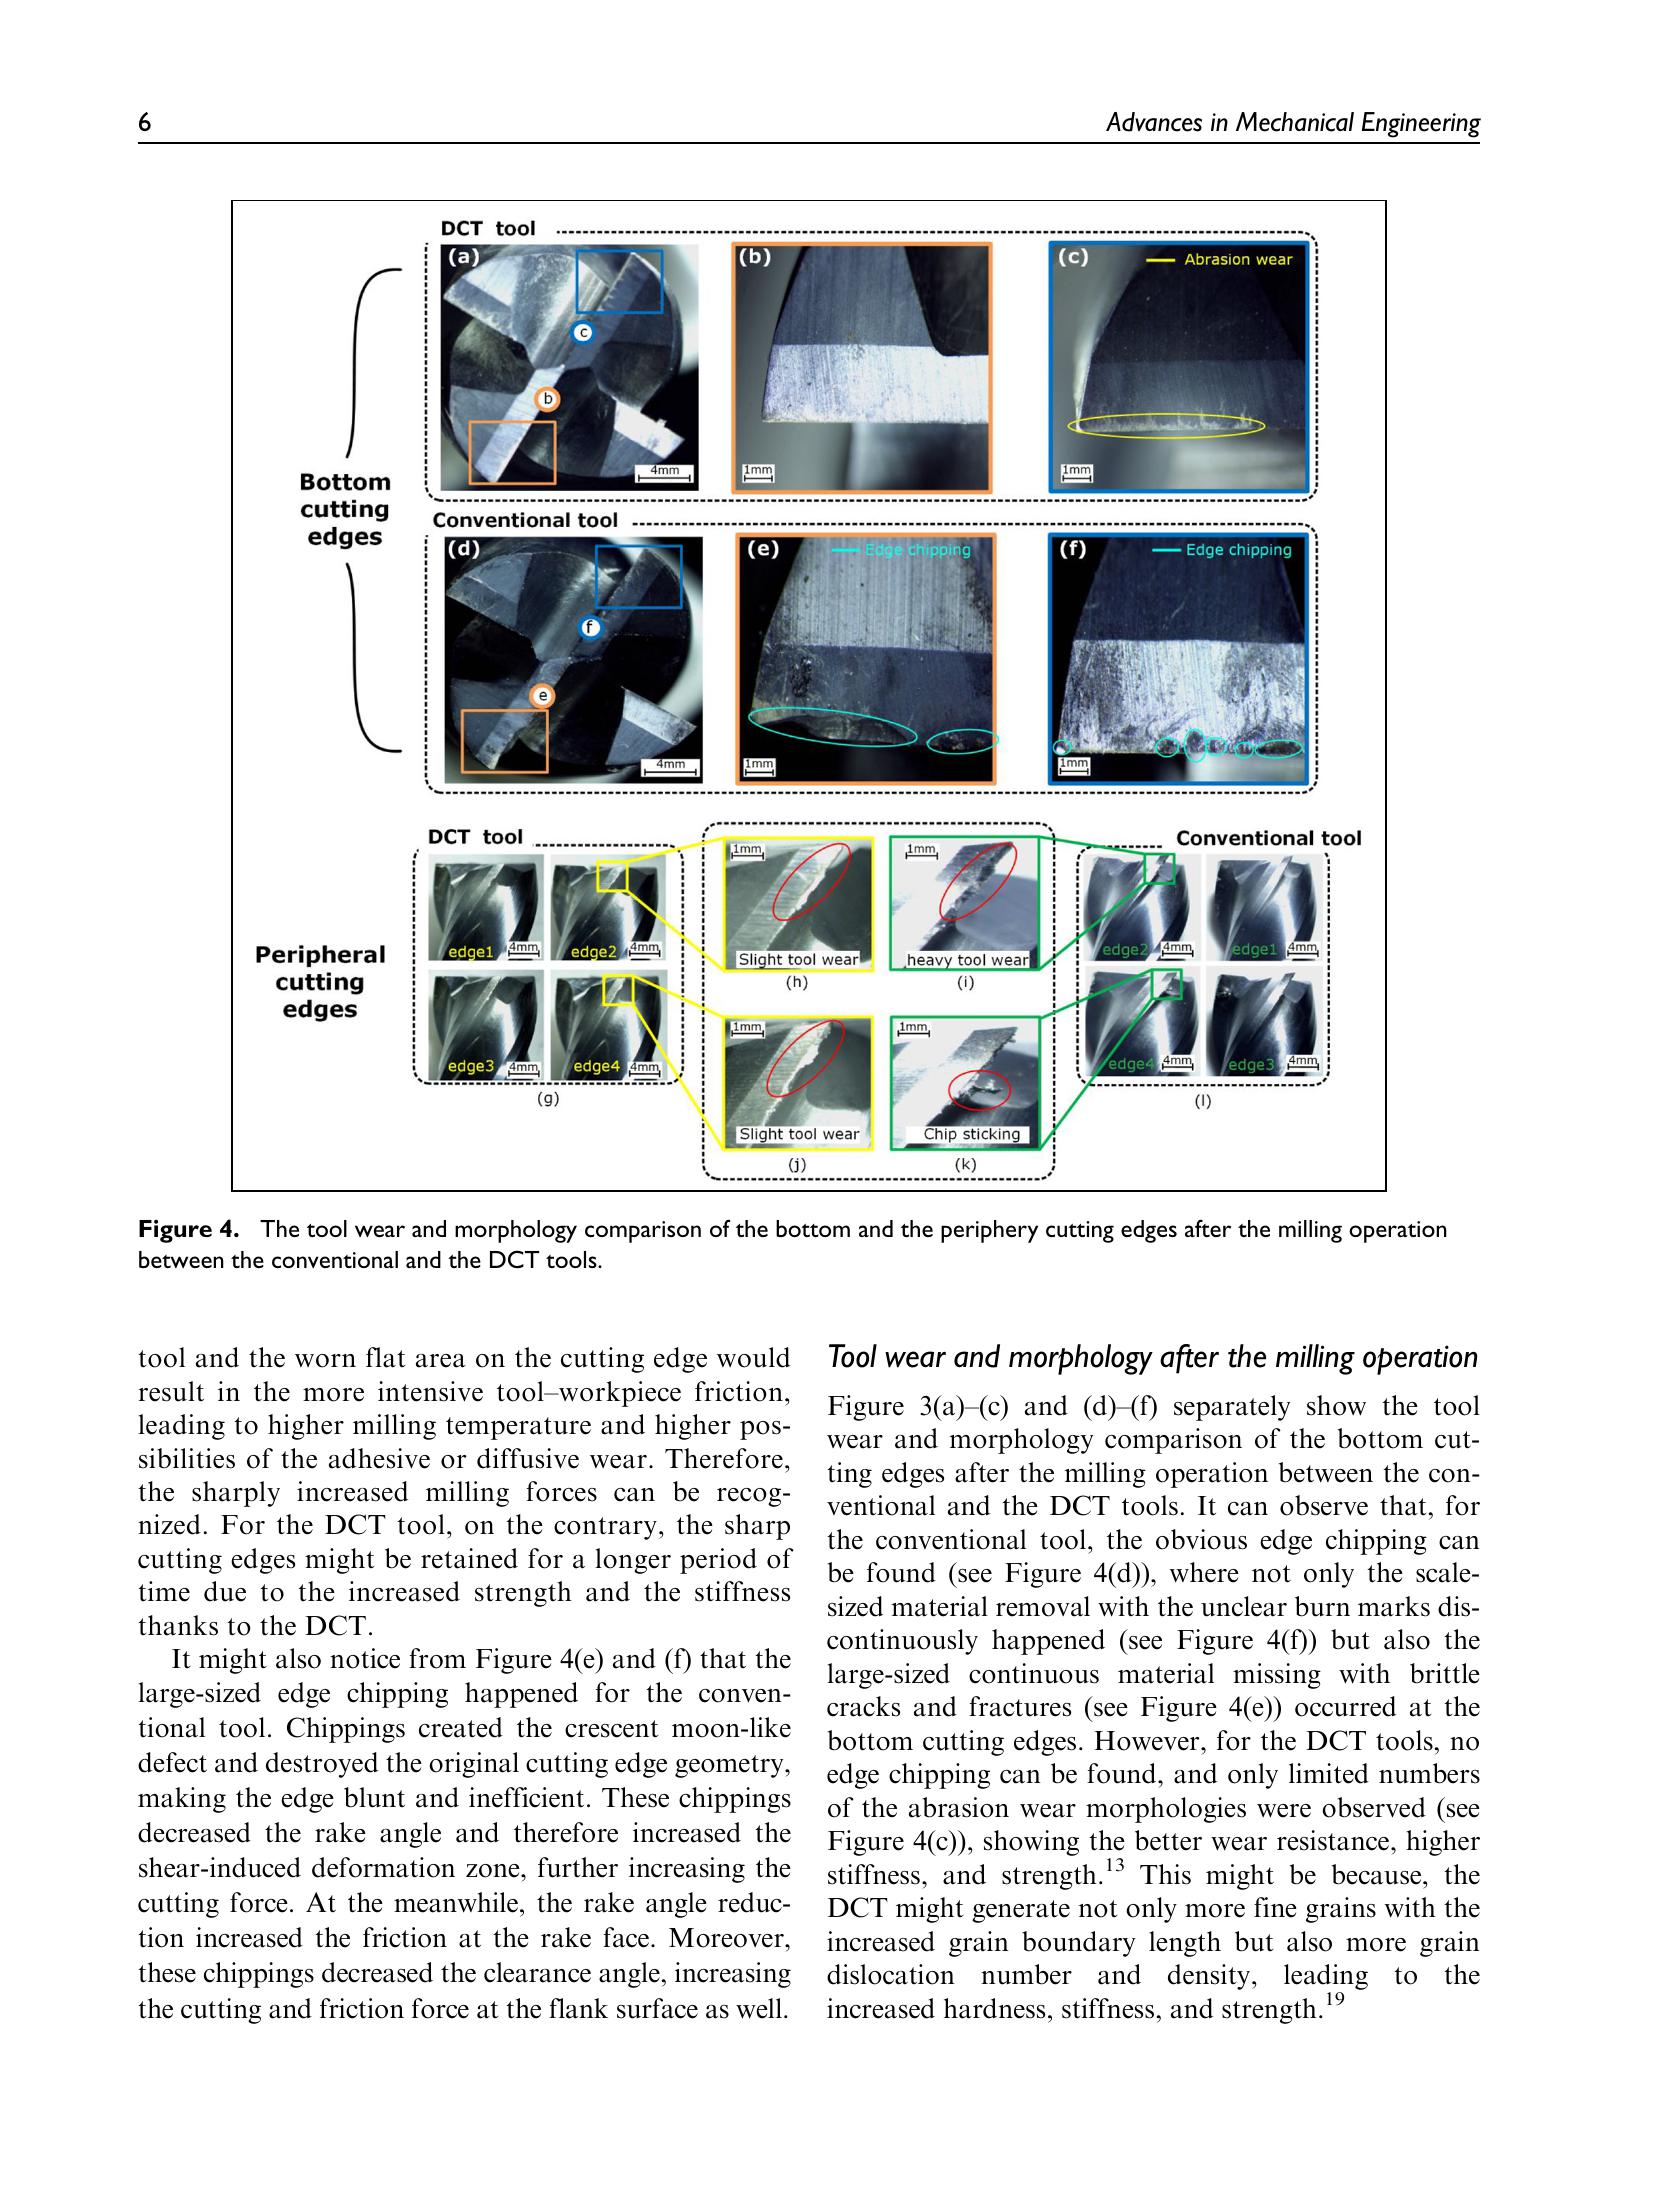 6
Advances in Mechanical Engineering
DCT tool
(a)
c
b
4mm
(b)
1mm
(c)
Abrasion wear
1mm
Bottom
cutting
edges
Conventional tool
(d)
f
e
4mm
(e)
Edge chipping
1mm
(f)
Edge chipping
1mm
DCT tool
Conventional tool
Peripheral
cutting
edges
edge1
4mm
edge2
4mm
edge3
4mm
edge4
4mm
(g)
1mm
Slight tool wear
(h)
1mm
heavy tool wear
(i)
1mm
Slight tool wear
(j)
1mm
Chip sticking
(k)
edge2
4mm
edge1
4mm
edge4
4mm
edge3
4mm
(l)
Figure 4. The tool wear and morphology comparison of the bottom and the periphery cutting edges after the milling operation
between the conventional and the DCT tools.
tool and the worn flat area on the cutting edge would
result in the more intensive tool–workpiece friction,
leading to higher milling temperature and higher pos-
sibilities of the adhesive or diffusive wear. Therefore,
the sharply increased milling forces can be recog-
nized. For the DCT tool, on the contrary, the sharp
cutting edges might be retained for a longer period of
time due to the increased strength and the stiffness
thanks to the DCT.
It might also notice from Figure 4(e) and (f) that the
large-sized edge chipping happened for the conven-
tional tool. Chippings created the crescent moon-like
defect and destroyed the original cutting edge geometry,
making the edge blunt and inefficient. These chippings
decreased the rake angle and therefore increased the
shear-induced deformation zone, further increasing the
cutting force. At the meanwhile, the rake angle reduc-
tion increased the friction at the rake face. Moreover,
these chippings decreased the clearance angle, increasing
the cutting and friction force at the flank surface as well.
Tool wear and morphology after the milling operation
Figure 3(a)–(c) and (d)–(f) separately show the tool
wear and morphology comparison of the bottom cut-
ting edges after the milling operation between the con-
ventional and the DCT tools. It can observe that, for
the conventional tool, the obvious edge chipping can
be found (see Figure 4(d)), where not only the scale-
sized material removal with the unclear burn marks dis-
continuously happened (see Figure 4(f)) but also the
large-sized continuous material missing with brittle
cracks and fractures (see Figure 4(e)) occurred at the
bottom cutting edges. However, for the DCT tools, no
edge chipping can be found, and only limited numbers
of the abrasion wear morphologies were observed (see
Figure 4(c)), showing the better wear resistance, higher
stiffness, and strength.13 This might be because, the
DCT might generate not only more fine grains with the
increased grain boundary length but also more grain
dislocation number and density, leading to the
increased hardness, stiffness, and strength.19